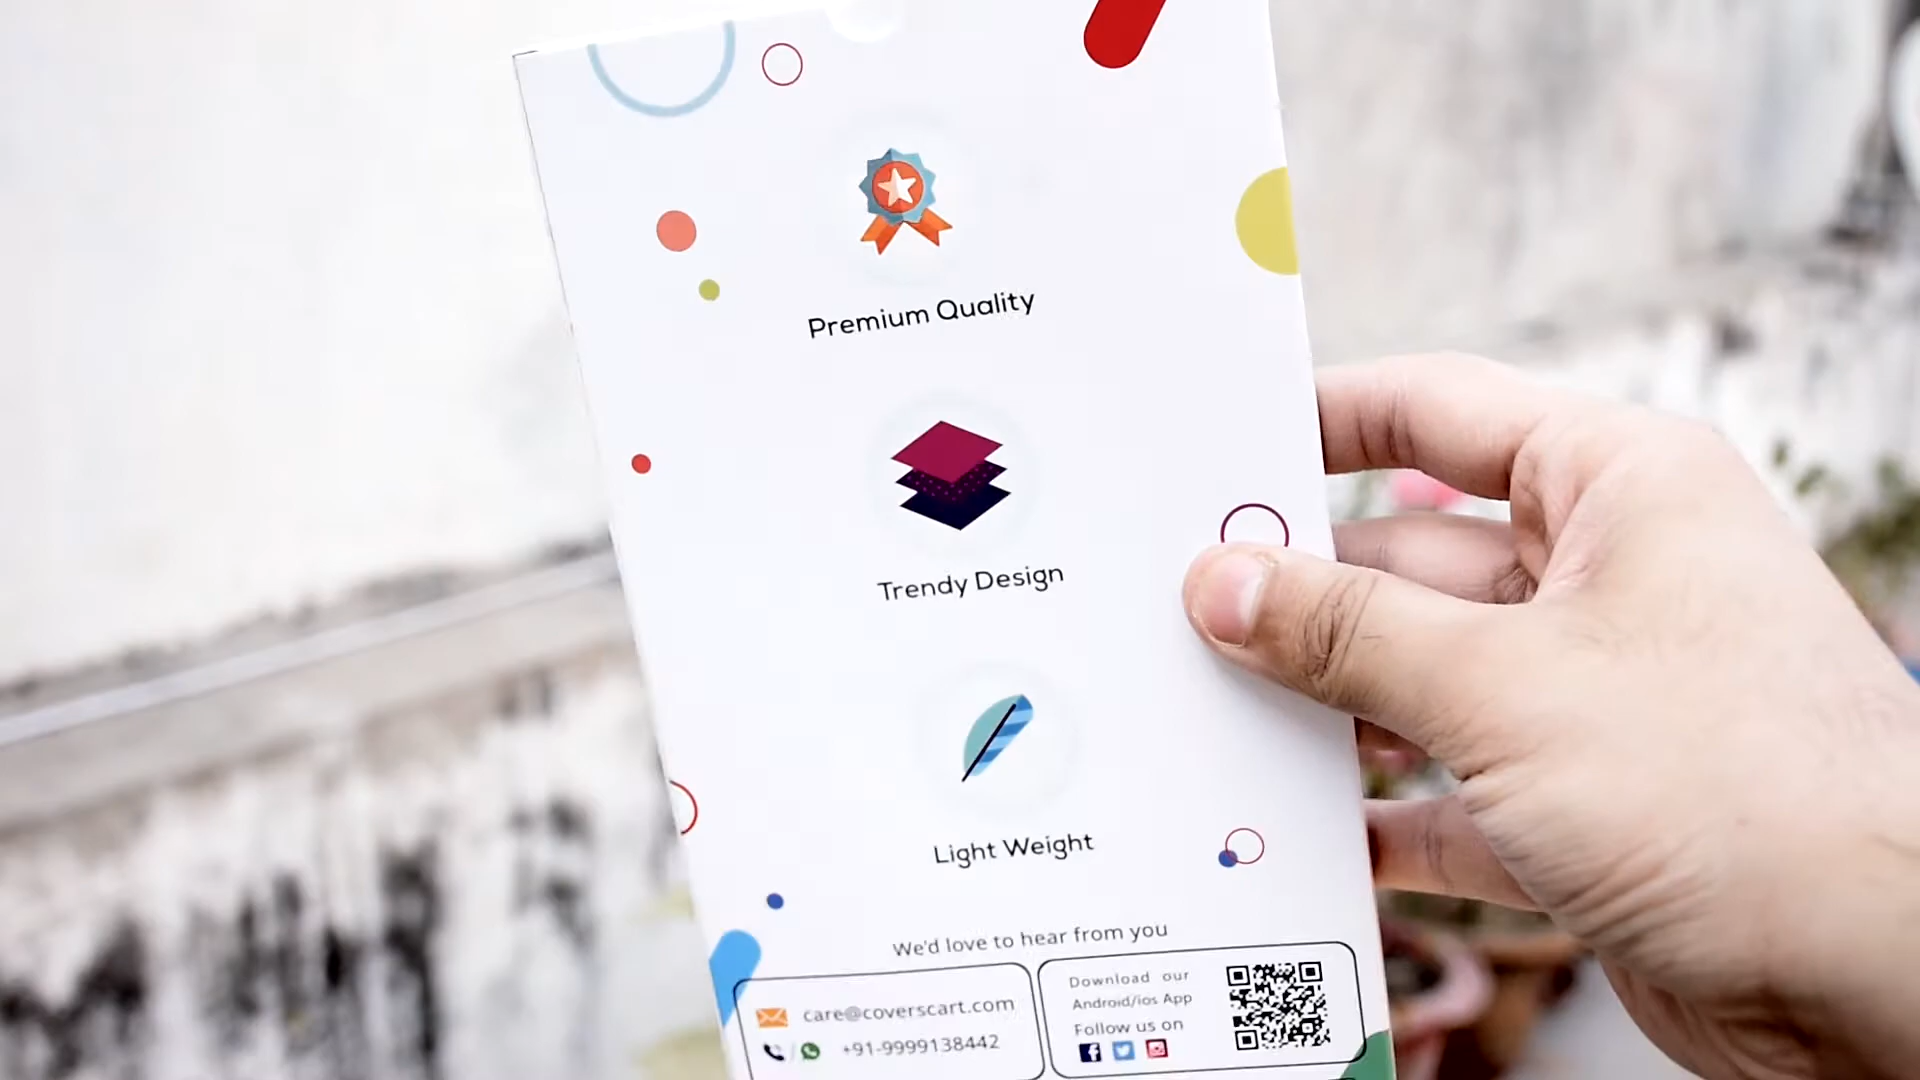 Premium Quality
Trendy Design
Light Weight
We'd love to hear from you
care@coverscart.com
+91-9999138442
Download our
Android/ios App
Follow us on